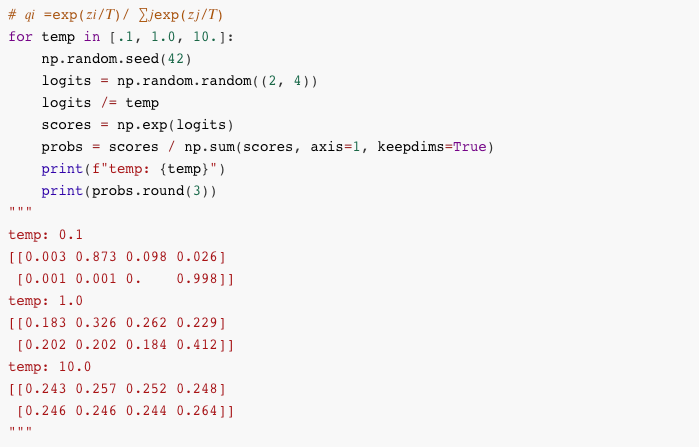 # 𝑞𝑖 =exp(𝑧𝑖/𝑇)/ ∑𝑗exp(𝑧𝑗/𝑇)
for temp in [.1, 1.0, 10.]:
    np.random.seed(42)
    logits = np.random.random((2, 4))
    logits /= temp
    scores = np.exp(logits)
    probs = scores / np.sum(scores, axis=1, keepdims=True)
    print(f"temp: {temp}")
    print(probs.round(3))
"""
temp: 0.1
[[0.003 0.873 0.098 0.026]
 [0.001 0.001 0.    0.998]]
temp: 1.0
[[0.183 0.326 0.262 0.229]
 [0.202 0.202 0.184 0.412]]
temp: 10.0
[[0.243 0.257 0.252 0.248]
 [0.246 0.246 0.244 0.264]]
"""